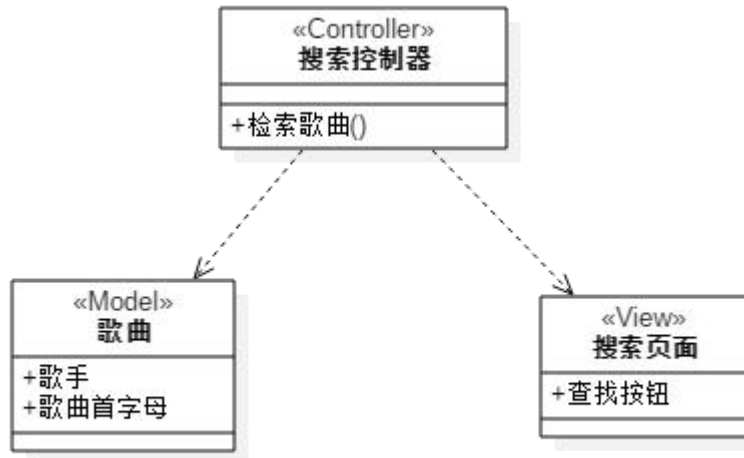 «Controller»
搜索控制器
+检索歌曲()
«Model»
歌曲
+歌手
+歌曲首字母
«View»
搜索页面
+查找按钮